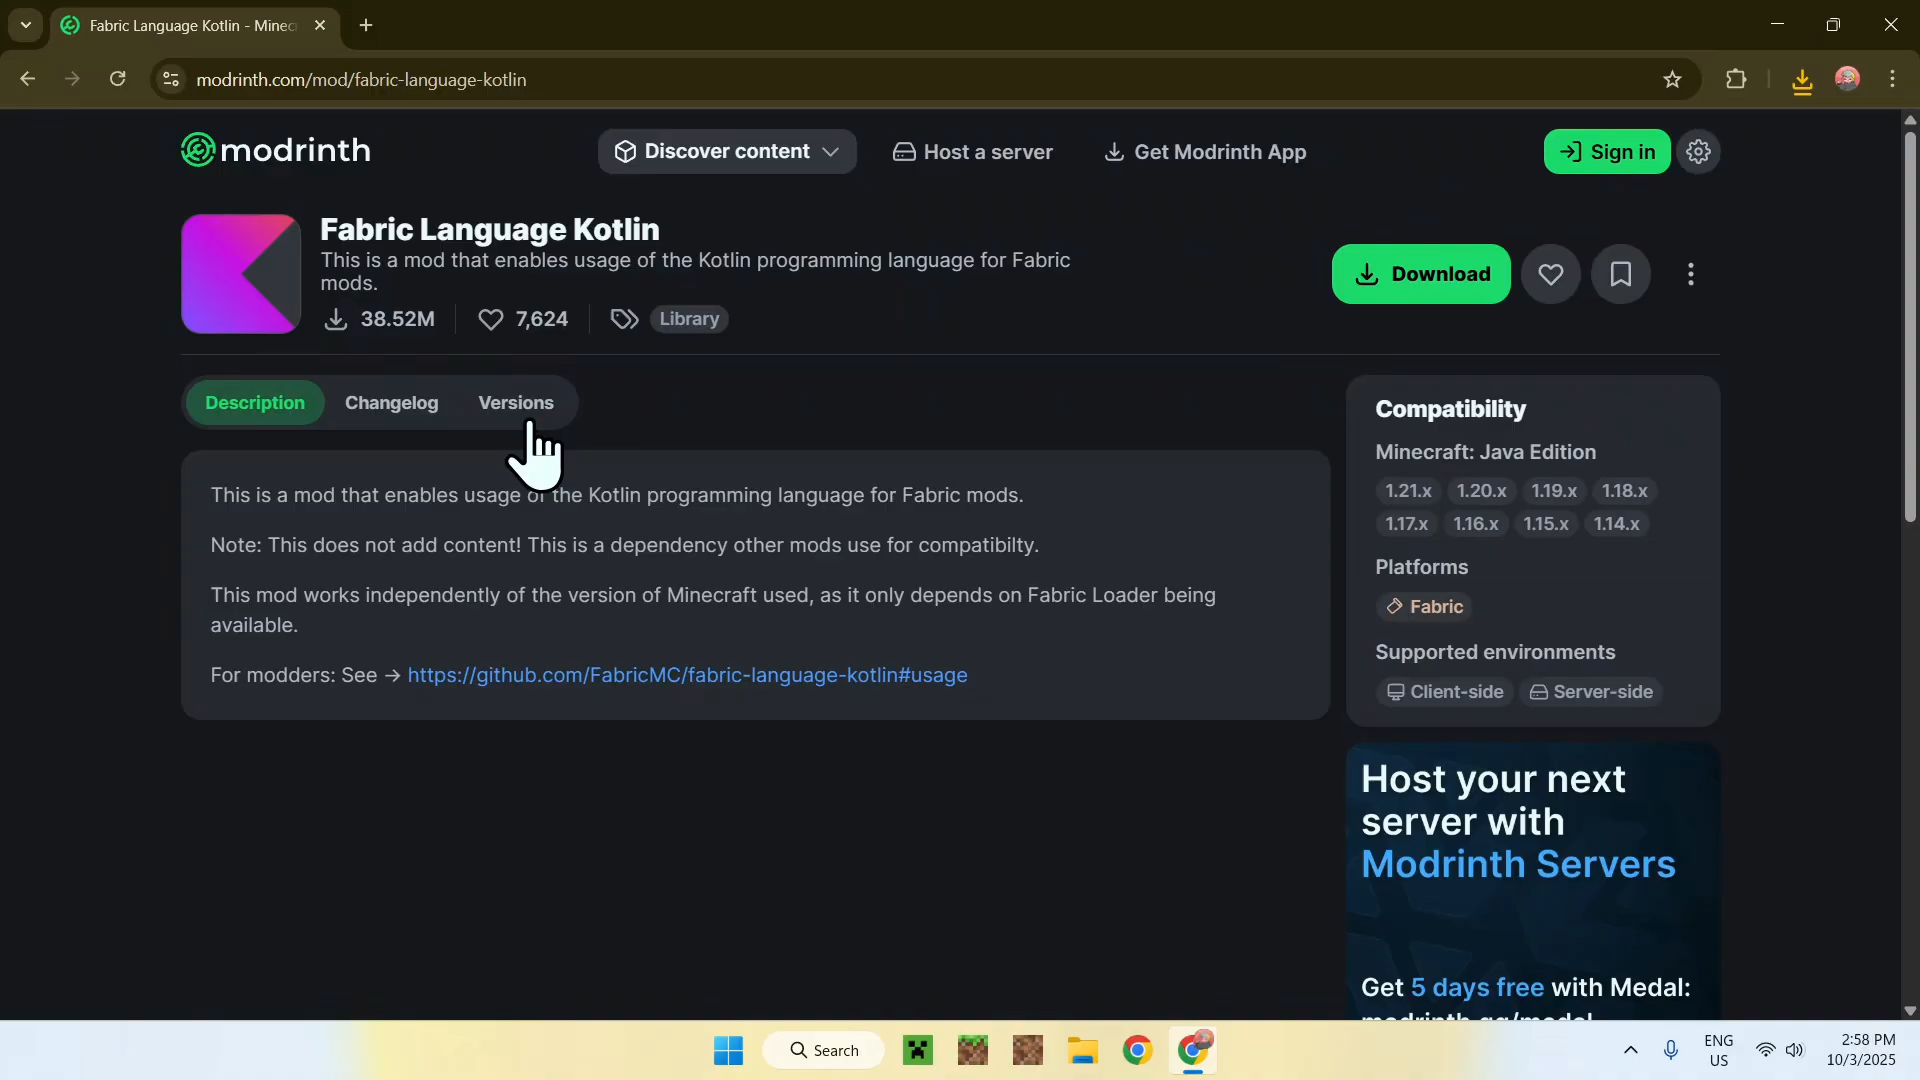 Fabric Language Kotlin - Minec
modrinth.com/mod/fabric-language-kotlin
modrinth
Discover content
Host a server
Get Modrinth App
Sign in
Fabric Language Kotlin
This is a mod that enables usage of the Kotlin programming language for Fabric
mods.
38.52M
7,624
Library
Download
Description
Changelog
Versions
This is a mod that enables usage of the Kotlin programming language for Fabric mods.
Note: This does not add content! This is a dependency other mods use for compatibilty.
This mod works independently of the version of Minecraft used, as it only depends on Fabric Loader being
available.
For modders: See → https://github.com/FabricMC/fabric-language-kotlin#usage
Compatibility
Minecraft: Java Edition
1.21.x 1.20.x 1.19.x 1.18.x
1.17.x 1.16.x 1.15.x 1.14.x
Platforms
Fabric
Supported environments
Client-side Server-side
Host your next
server with
Modrinth Servers
Get 5 days free with Medal:
modrinth.gg/medal
Search
ENG
US
2:58 PM
10/3/2025